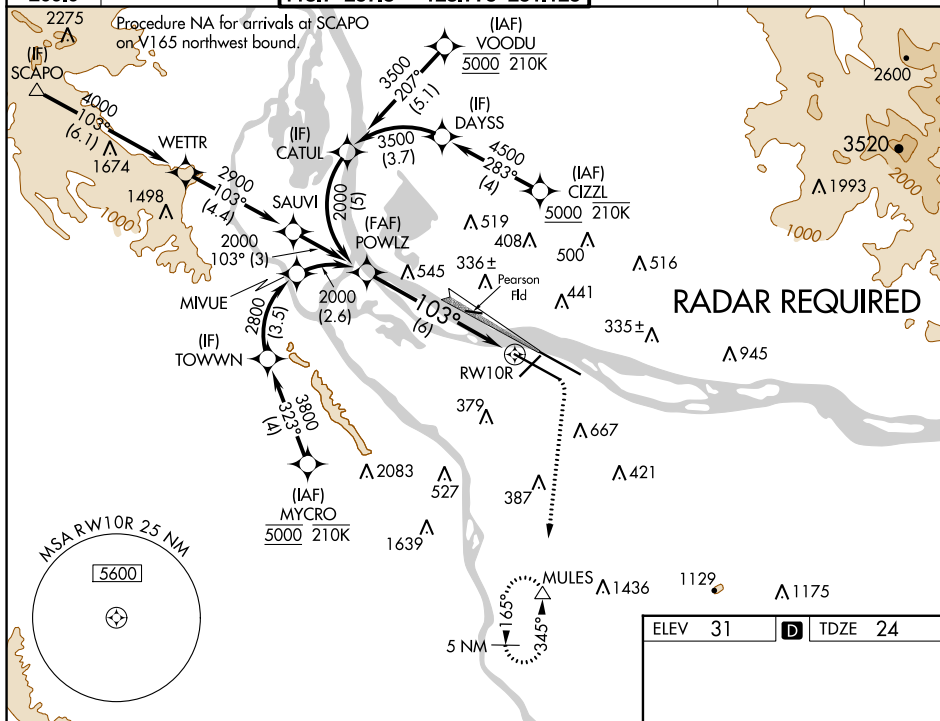 Procedure NA for arrivals at SCAPO
on V165 northwest bound.
2275
(IF)
SCAPO
4000
103°
(6.1)
1674
WETTR
1498
1000
2900
103°
(4.4)
SAUVI
2000
103° (3)
(IAF)
VOODU
5000 210K
3500
207°
(5.1)
(IF)
DAYSS
(IF)
CATUL
3500
(3.7)
4500
283°
(4)
(IAF)
CIZZL
5000 210K
2000
(5)
(FAF)
POWLZ
519
408
500
545
336±
Pearson
Fld
516
441
335±
945
2600
3520
2000
1993
1000
RADAR REQUIRED
MIVUE
2000
(2.6)
103°
(6)
RW10R
2800
(3.5)
(IF)
TOWWN
3800
323°
(4)
(IAF)
MYCRO
5000 210K
379
667
2083
527
387
421
1639
MSA RW10R 25 NM
5600
MULES
165°
345°
5 NM
1436
1129
1175
ELEV 31
D
TDZE 24